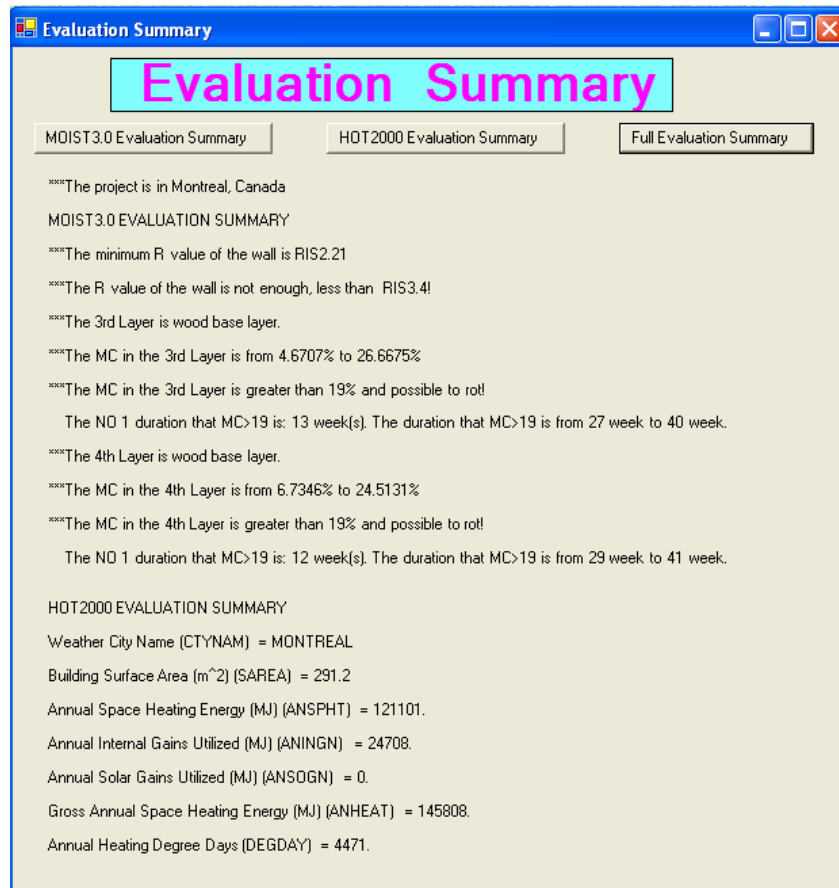 Evaluation Summary
Evaluation Summary
MOIST3.0 Evaluation Summary
HOT2000 Evaluation Summary
Full Evaluation Summary
***The project is in Montreal, Canada
MOIST3.0 EVALUATION SUMMARY
***The minimum R value of the wall is RIS2.21
***The R value of the wall is not enough, less than RIS3.4!
***The 3rd Layer is wood base layer.
***The MC in the 3rd Layer is from 4.6707% to 26.6675%
***The MC in the 3rd Layer is greater than 19% and possible to rot!
The NO 1 duration that MC>19 is: 13 week(s). The duration that MC>19 is from 27 week to 40 week.
***The 4th Layer is wood base layer.
***The MC in the 4th Layer is from 6.7346% to 24.5131%
***The MC in the 4th Layer is greater than 19% and possible to rot!
The NO 1 duration that MC>19 is: 12 week(s). The duration that MC>19 is from 29 week to 41 week.
HOT2000 EVALUATION SUMMARY
Weather City Name (CTYNAM) = MONTREAL
Building Surface Area (m^2) (SAREA) = 291.2
Annual Space Heating Energy (MJ) (ANSPHT) = 121101.
Annual Internal Gains Utilized (MJ) (ANINGN) = 24708.
Annual Solar Gains Utilized (MJ) (ANSOGN) = 0.
Gross Annual Space Heating Energy (MJ) (ANHEAT) = 145808.
Annual Heating Degree Days (DEGDAY) = 4471.